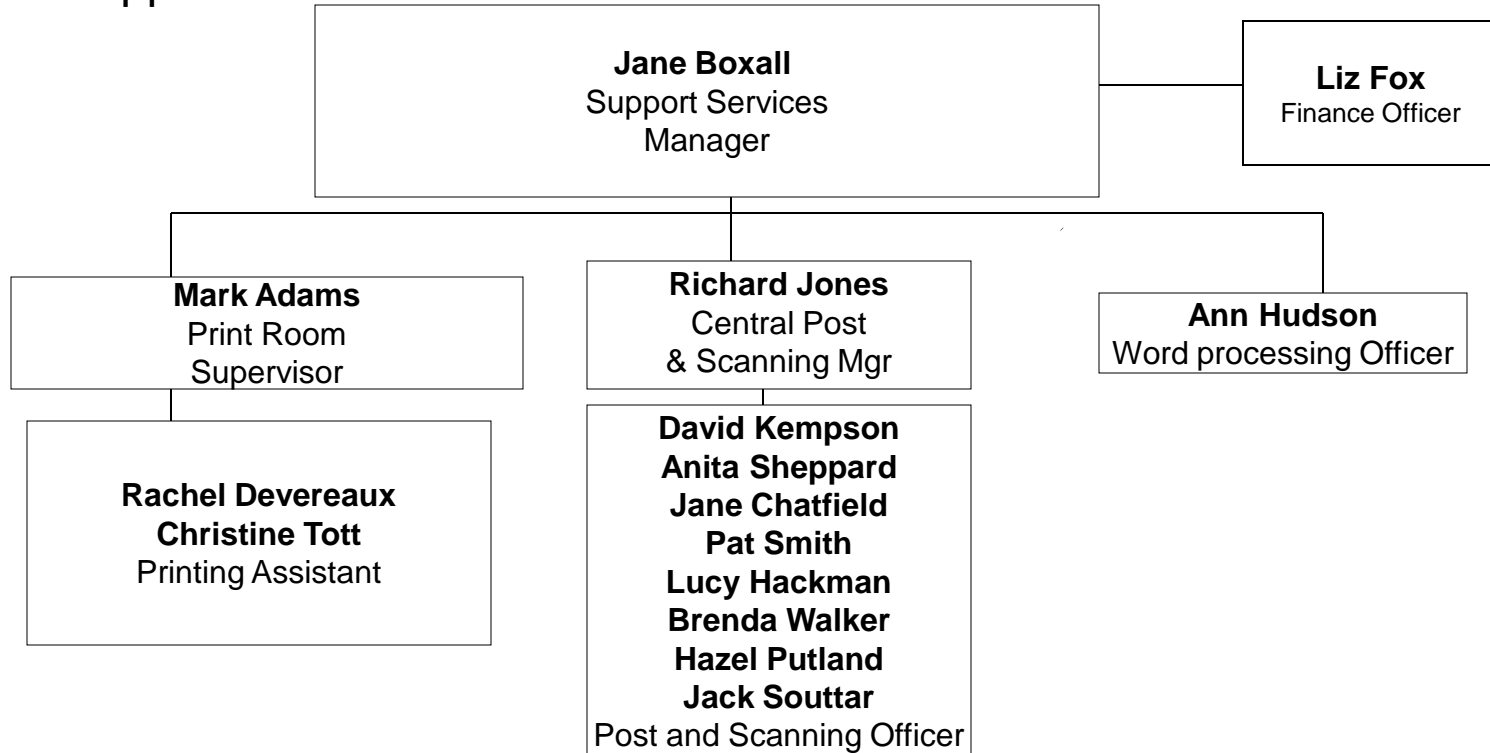 Jane Boxall
Support Services
Manager
Liz Fox
Finance Officer
Mark Adams
Print Room
Supervisor
Richard Jones
Central Post
& Scanning Mgr
Ann Hudson
Word processing Officer
Rachel Devereaux
Christine Tott
Printing Assistant
David Kempson
Anita Sheppard
Jane Chatfield
Pat Smith
Lucy Hackman
Brenda Walker
Hazel Putland
Jack Souttar
Post and Scanning Officer